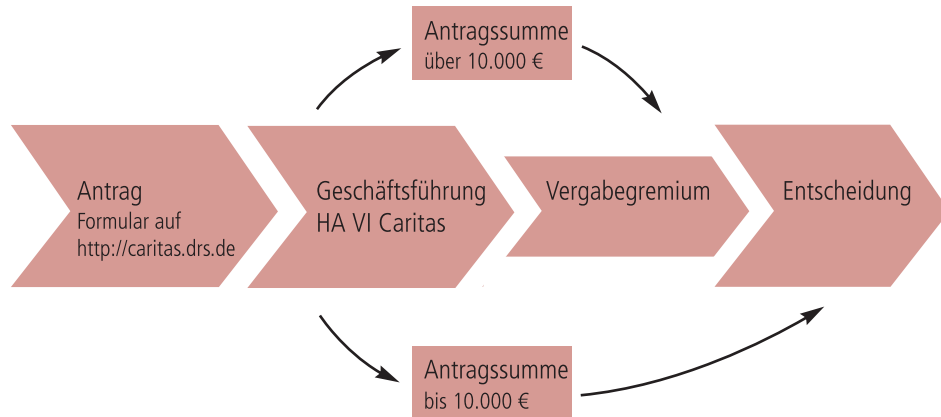 Antragssumme
über 10.000 €
Antrag
Formular auf
http://caritas.drs.de
Geschäftsführung
HA VI Caritas
Vergabegremium
Entscheidung
Antragssumme
bis 10.000 €